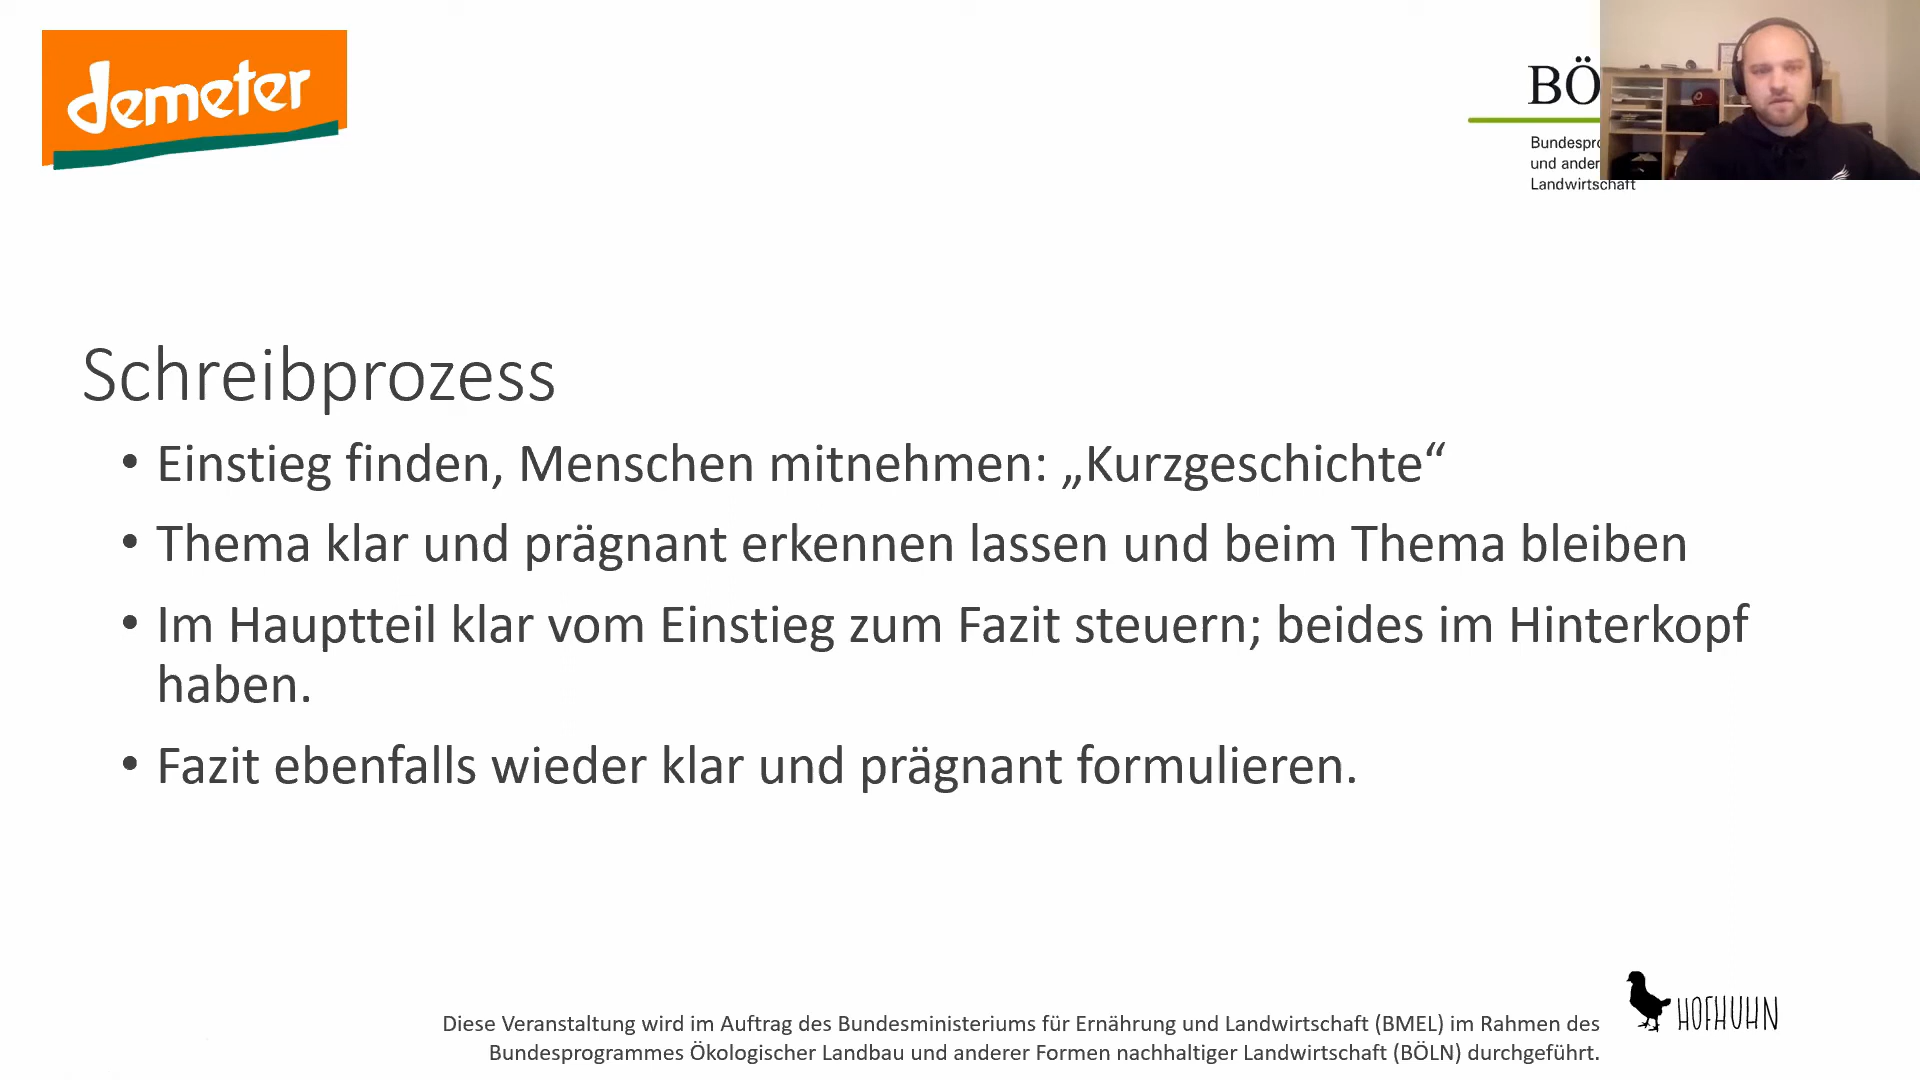 demeter
BÖ
Bundespro
und ander
Landwirtschaft
Schreibprozess
• Einstieg finden, Menschen mitnehmen: „Kurzgeschichte“
• Thema klar und prägnant erkennen lassen und beim Thema bleiben
• Im Hauptteil klar vom Einstieg zum Fazit steuern; beides im Hinterkopf
haben.
• Fazit ebenfalls wieder klar und prägnant formulieren.
HOFHUHN
Diese Veranstaltung wird im Auftrag des Bundesministeriums für Ernährung und Landwirtschaft (BMEL) im Rahmen des
Bundesprogrammes Ökologischer Landbau und anderer Formen nachhaltiger Landwirtschaft (BÖLN) durchgeführt.